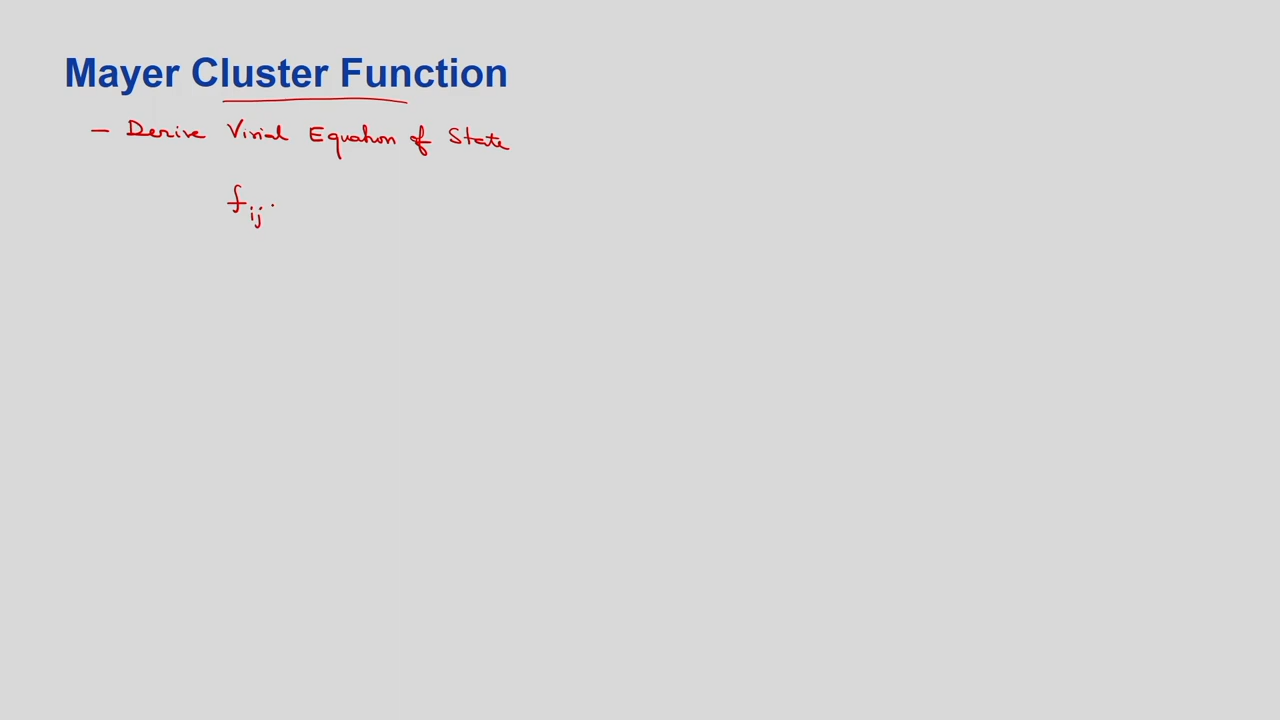 Mayer Cluster Function
- Derive Virial Equation of State
f_ij